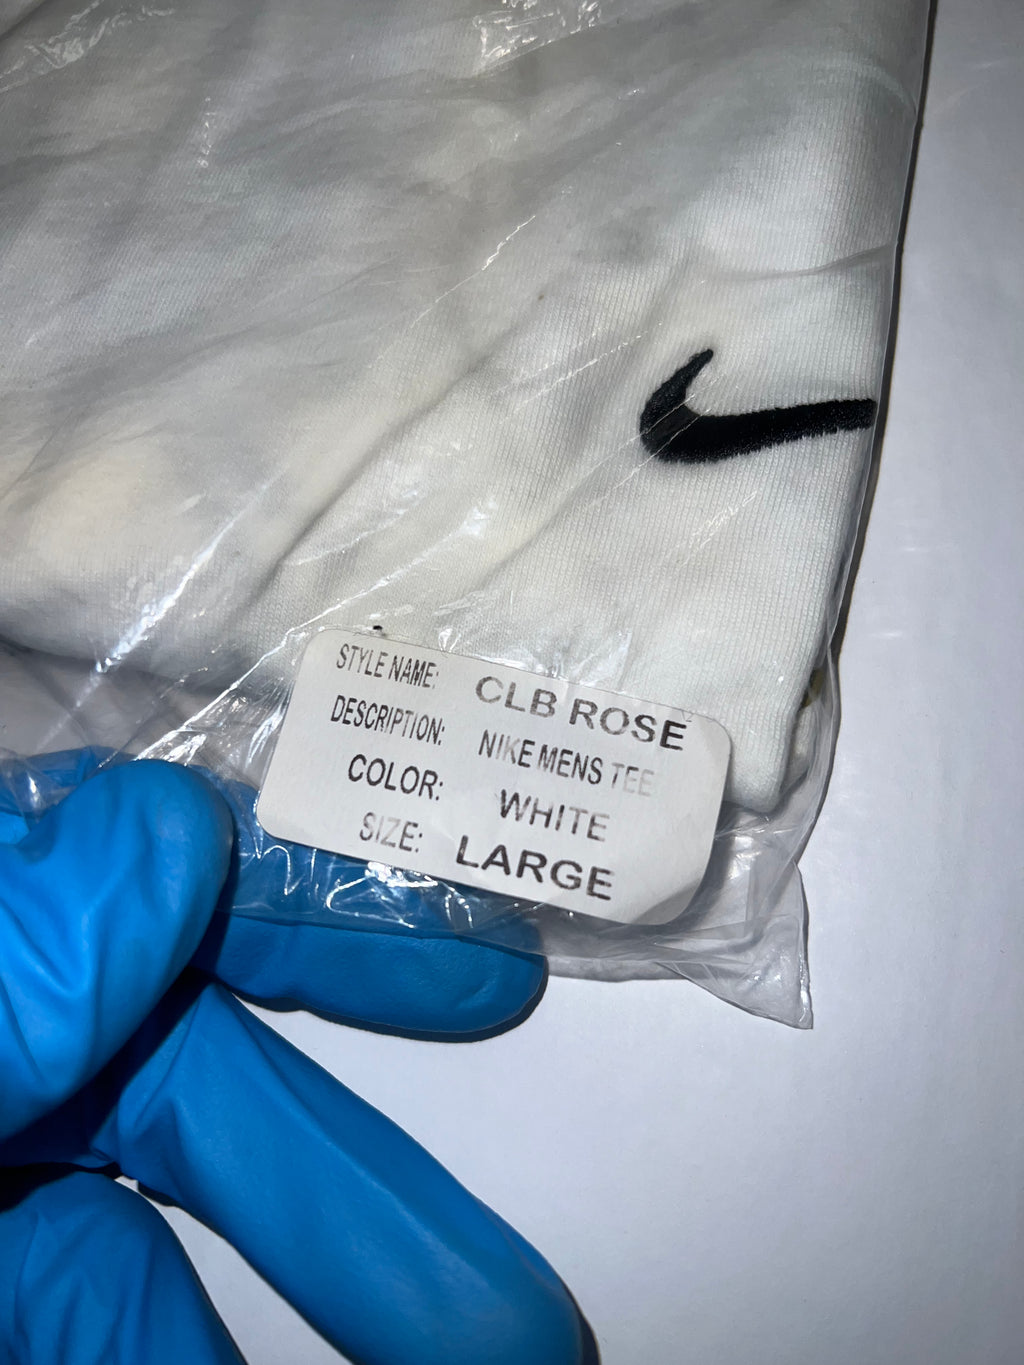 STYLE NAME: CLB ROSE
DESCRIPTION: NIKE MENS TEE
COLOR: WHITE
SIZE: LARGE